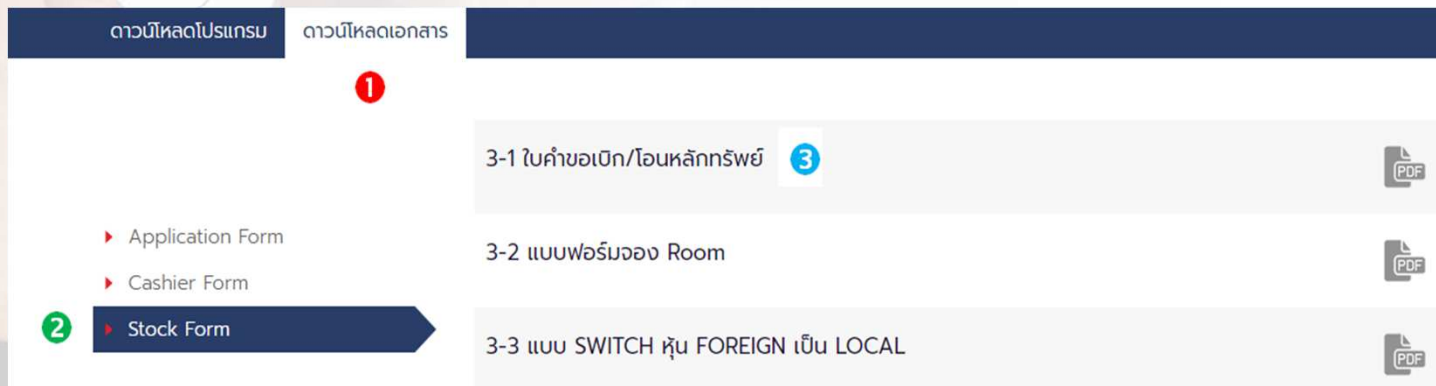 ดาวน์โหลดโปรแกรม ดาวน์โหลดเอกสาร
1
3-1 ใบคำขอเบิก/โอนหลักทรัพย์ 3
PDF
Application Form
3-2 แบบฟอร์มจอง Room
PDF
Cashier Form
2 Stock Form
3-3 แบบ SWITCH หุ้น FOREIGN เป็น LOCAL
PDF